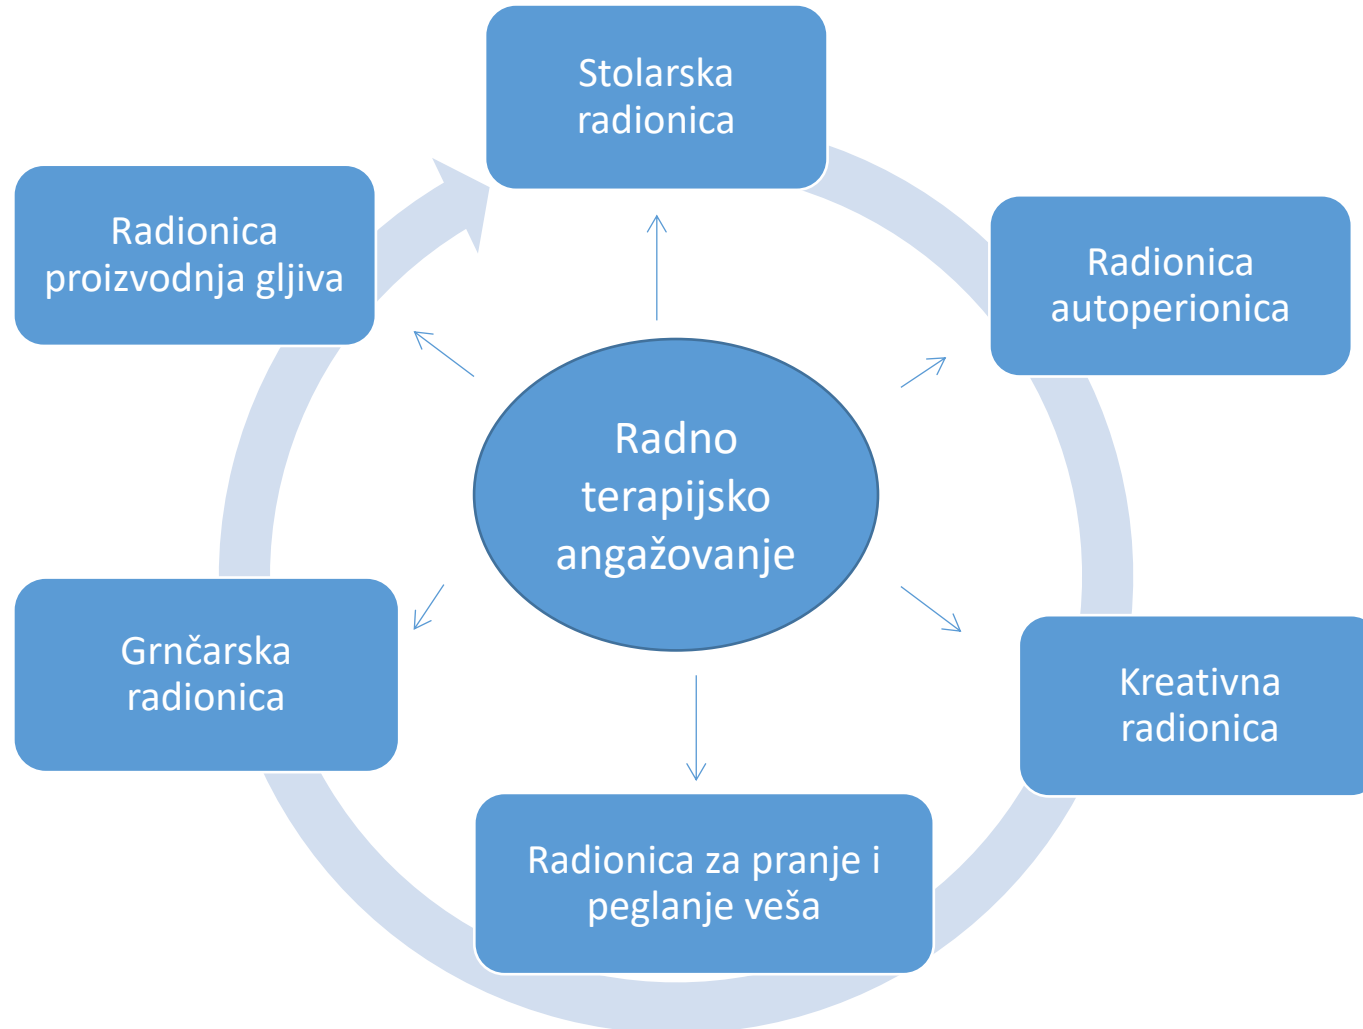 Stolarska
radionica
Radionica
autoperionica
Kreativna
radionica
Radionica za pranje i
peglanje veša
Grnčarska
radionica
Radionica
proizvodnja gljiva
Radno
terapijsko
angažovanje